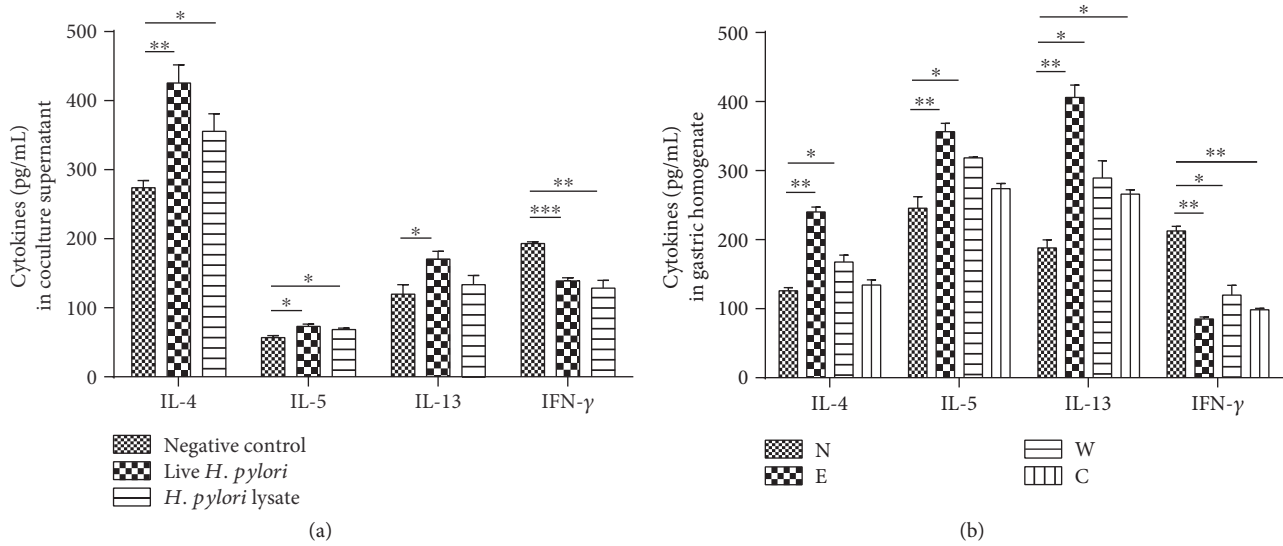 Cytokines (pg/mL)
in coculture supernatant
500
400
300
200
100
0
*
**
*
*
*
**
***
IL-4
IL-5
IL-13
IFN-γ
Negative control
Live H. pylori
H. pylori lysate
(a)
Cytokines (pg/mL)
in gastric homogenate
500
400
300
200
100
0
*
**
*
**
*
*
**
**
*
**
IL-4
IL-5
IL-13
IFN-γ
N
E
W
C
(b)